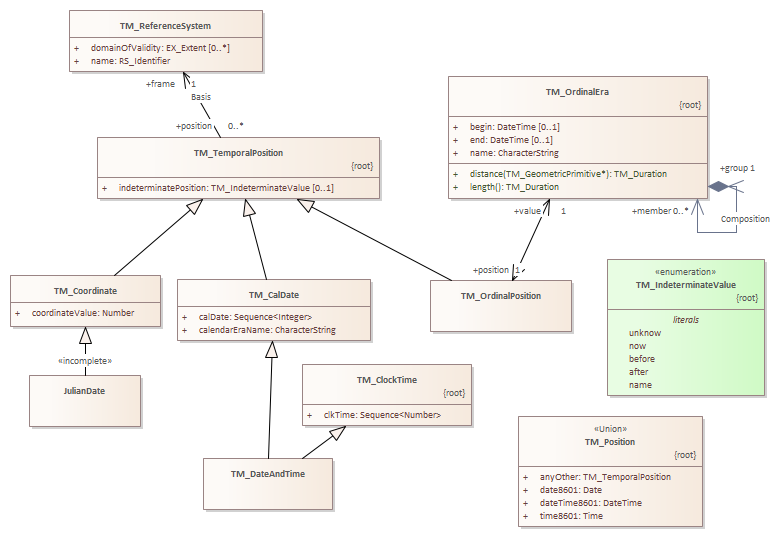 TM_ReferenceSystem
+ domainOfValidity: EX_Extent [0..*]
+ name: RS_Identifier
+frame 1
Basis
+position 0..*
TM_TemporalPosition
{root}
+ indeterminatePosition: TM_IndeterminateValue [0..1]
TM_OrdinalEra
{root}
+ begin: DateTime [0..1]
+ end: DateTime [0..1]
+ name: CharacterString
+ distance(TM_GeometricPrimitive*): TM_Duration
+ length(): TM_Duration
+group 1
+value 1
+member 0..*
Composition
+position 1
TM_Coordinate
+ coordinateValue: Number
TM_CalDate
+ calDate: Sequence<Integer>
+ calendarEraName: CharacterString
TM_OrdinalPosition
«enumeration»
TM_IndeterminateValue
{root}
literals
unknow
now
before
after
name
«incomplete»
JulianDate
TM_ClockTime
{root}
+ clkTime: Sequence<Number>
TM_DateAndTime
«Union»
TM_Position
{root}
+ anyOther: TM_TemporalPosition
+ date8601: Date
+ dateTime8601: DateTime
+ time8601: Time